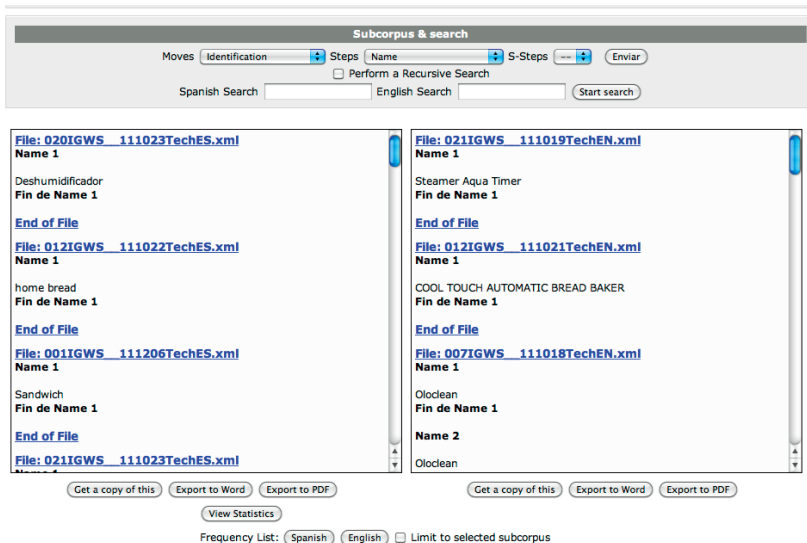 Subcorpus & search
Moves Identification Steps Name S-Steps -- Enviar
Perform a Recursive Search
Spanish Search English Search Start search
File: 020IGWS__111023TechES.xml
Name 1
Deshumidificador
Fin de Name 1
End of File
File: 012IGWS__111022TechES.xml
Name 1
home bread
Fin de Name 1
End of File
File: 001IGWS__111206TechES.xml
Name 1
Sandwich
Fin de Name 1
End of File
File: 021IGWS__111023TechES.xml
File: 021IGWS__111019TechEN.xml
Name 1
Steamer Aqua Timer
Fin de Name 1
End of File
File: 012IGWS__111021TechEN.xml
Name 1
COOL TOUCH AUTOMATIC BREAD BAKER
Fin de Name 1
End of File
File: 007IGWS__111018TechEN.xml
Name 1
Oloclean
Fin de Name 1
Name 2
Oloclean
Get a copy of this Export to Word Export to PDF
Get a copy of this Export to Word Export to PDF
View Statistics
Frequency List: Spanish English Limit to selected subcorpus